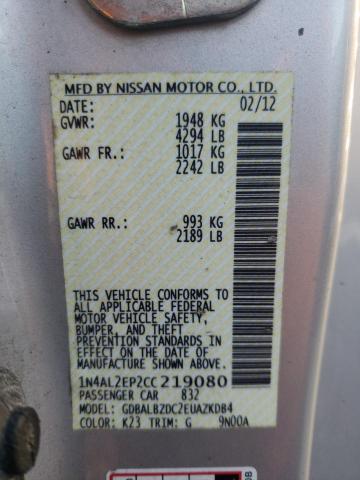 MFD BY NISSAN MOTOR CO., LTD.
DATE: 02/12
GVWR: 1948 KG
4294 LB
GAWR FR.: 1017 KG
2242 LB
GAWR RR.: 993 KG
2189 LB
THIS VEHICLE CONFORMS TO
ALL APPLICABLE FEDERAL
MOTOR VEHICLE SAFETY,
BUMPER, AND THEFT
PREVENTION STANDARDS
IN EFFECT ON THE DATE OF
MANUFACTURE SHOWN ABOVE.
1N4AL2EP2CC219080
PASSENGER CAR 832
MODEL: GDBALBZDC2EUAZKDB4
COLOR: K23 TRIM: G 9N00A